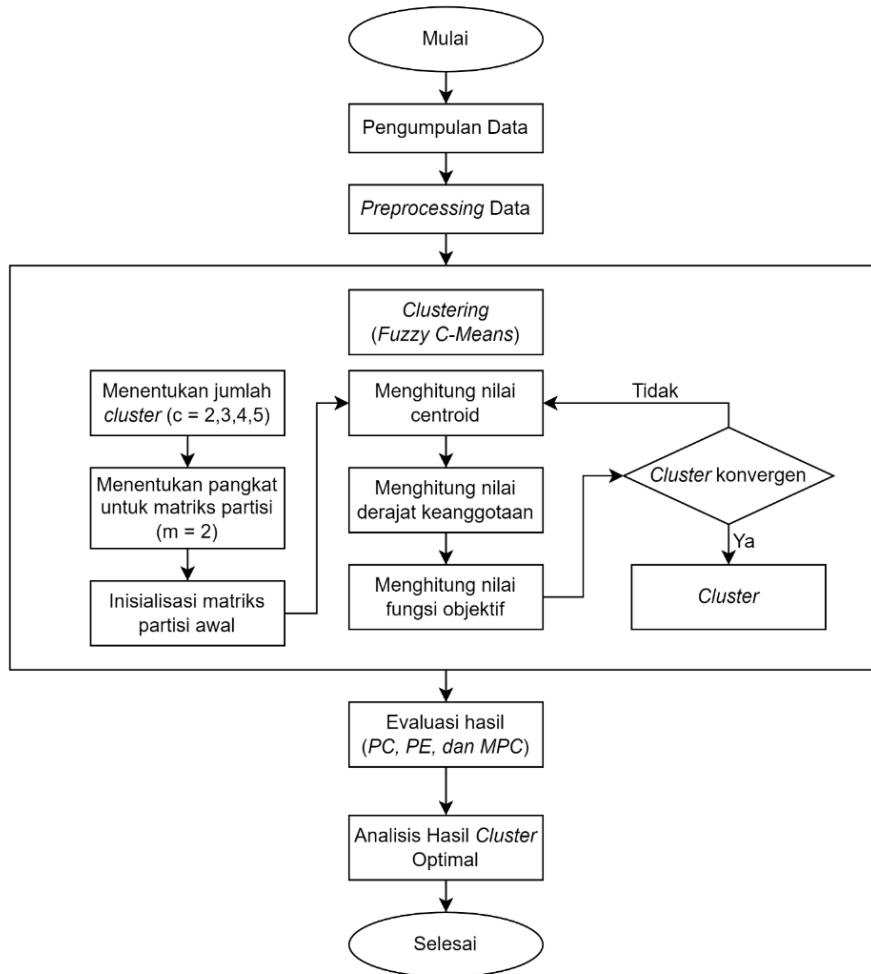 Mulai
Pengumpulan Data
Preprocessing Data
Clustering
(Fuzzy C-Means)
Menentukan jumlah
cluster (c = 2,3,4,5)
Menentukan pangkat
untuk matriks partisi
(m = 2)
Inisialisasi matriks
partisi awal
Menghitung nilai
centroid
Menghitung nilai
derajat keanggotaan
Menghitung nilai
fungsi objektif
Tidak
Cluster konvergen
Ya
Cluster
Evaluasi hasil
(PC, PE, dan MPC)
Analisis Hasil Cluster
Optimal
Selesai